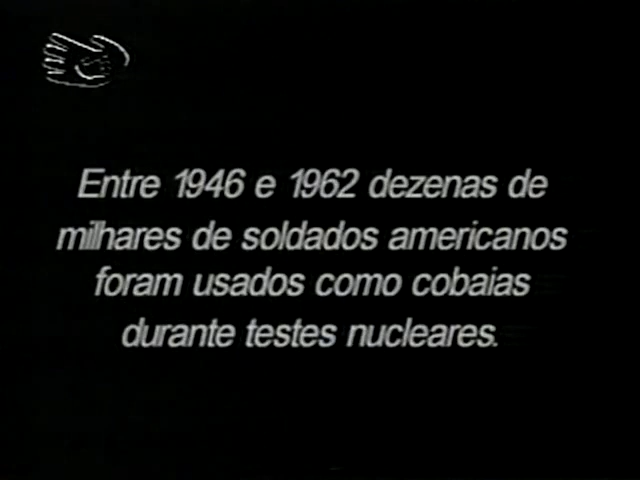 Entre 1946 e 1962 dezenas de
milhares de soldados americanos
foram usados como cobaias
durante testes nucleares.